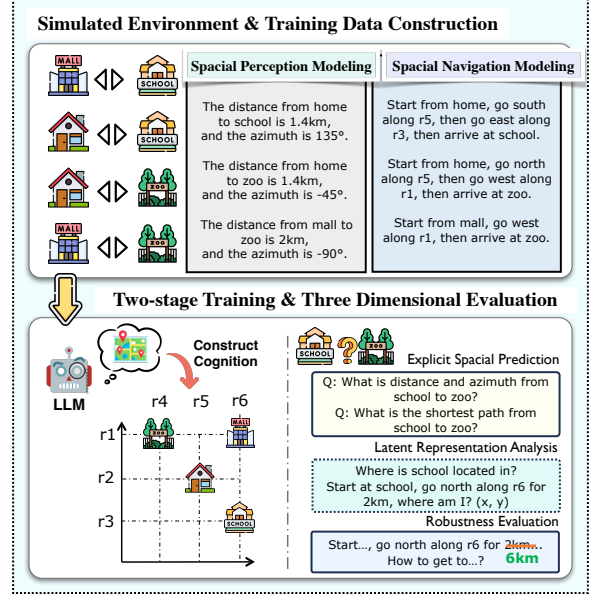 Simulated Environment & Training Data Construction
Spacial Perception Modeling
Spacial Navigation Modeling
MALL
SCHOOL
The distance from home
to school is 1.4km,
and the azimuth is 135°.
Start from home, go south
along r5, then go east along
r3, then arrive at school.
SCHOOL
The distance from home
to zoo is 1.4km,
and the azimuth is -45°.
Start from home, go north
along r5, then go west along
r1, then arrive at zoo.
ZOO
The distance from mall to
zoo is 2km,
and the azimuth is -90°.
Start from mall, go west
along r1, then arrive at zoo.
MALL
ZOO
Two-stage Training & Three Dimensional Evaluation
LLM
Construct
Cognition
r4
r5
r6
r1
ZOO
MALL
r2
r3
SCHOOL
SCHOOL
ZOO
Explicit Spacial Prediction
Q: What is distance and azimuth from
school to zoo?
Q: What is the shortest path from
school to zoo?
Latent Representation Analysis
Where is school located in?
Start at school, go north along r6 for
2km, where am I? (x, y)
Robustness Evaluation
Start..., go north along r6 for 2km...
How to get to...?
6km